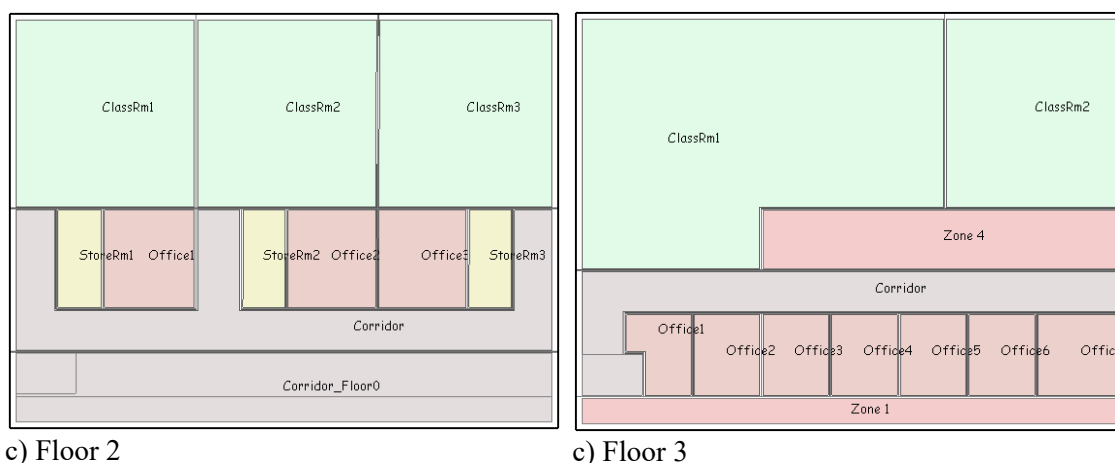 ClassRm1 ClassRm2 ClassRm3
StoreRm1 Office1 StoreRm2 Office2 Office3 StoreRm3
Corridor
Corridor_Floor0
c) Floor 2
ClassRm2
ClassRm1
Zone 4
Corridor
Office1
Office2 Office3 Office4 Office5 Office6 Offic
Zone 1
c) Floor 3